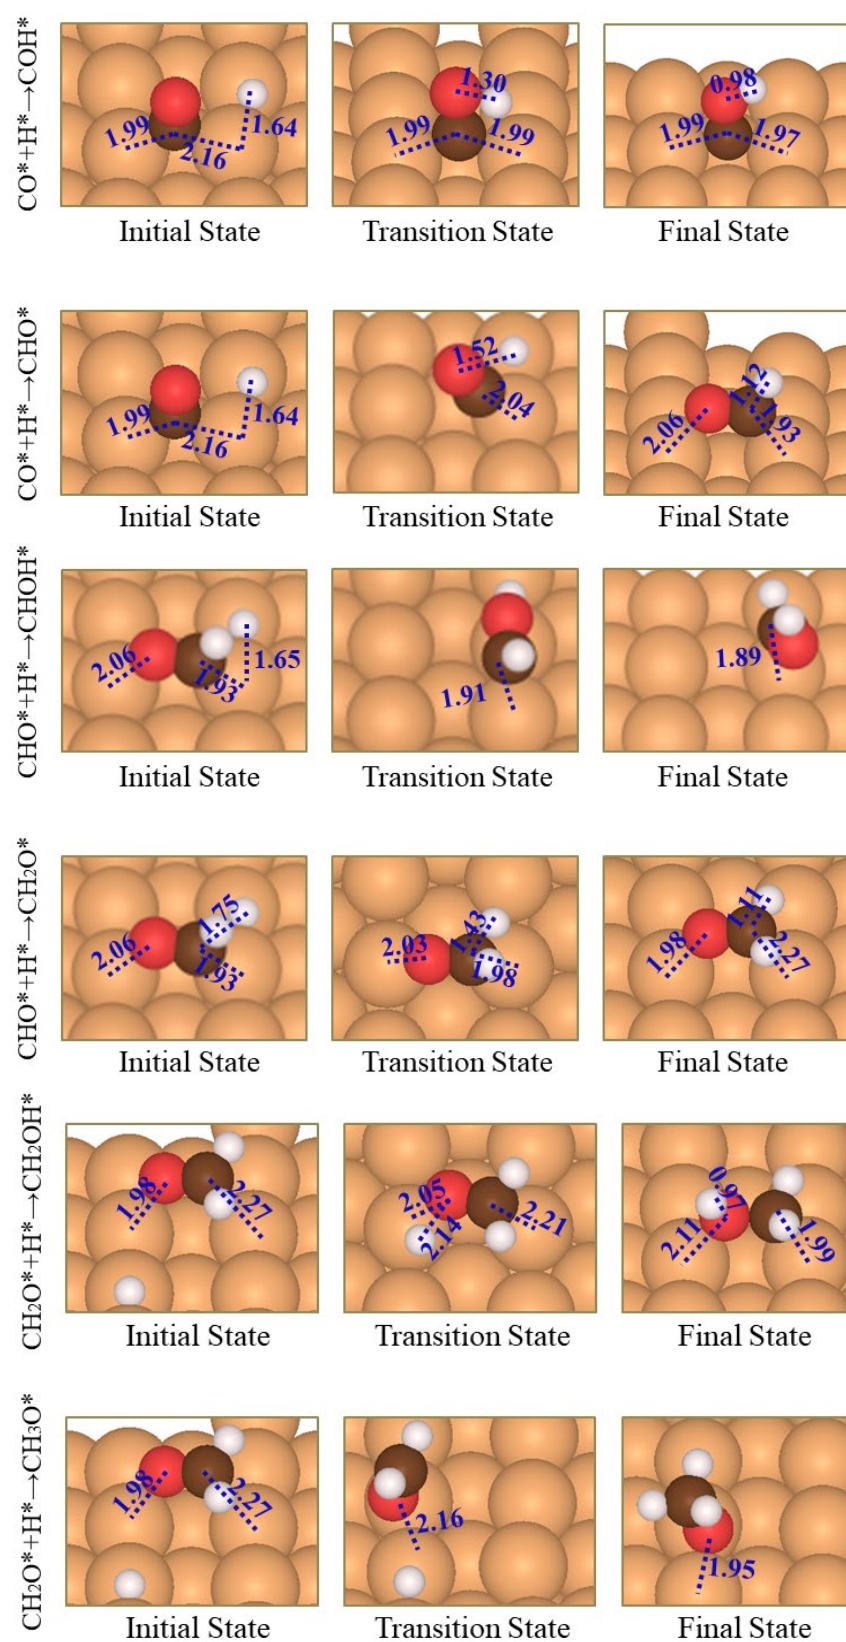 CO*+H*→COH*
1.99
2.16
1.64
1.30
1.99
1.99
0.98
1.99
1.97
Initial State
Transition State
Final State
CO*+H*→CHO*
1.99
2.16
1.64
1.52
2.04
1.12
2.06
1.93
Initial State
Transition State
Final State
CHO*+H*→CHOH*
2.06
1.93
1.65
1.91
1.89
Initial State
Transition State
Final State
CHO*+H*→CH₂O*
2.06
1.75
1.93
2.03
1.43
1.98
1.98
1.11
2.27
Initial State
Transition State
Final State
CH₂O*+H*→CH₂OH*
1.98
2.27
2.05
2.14
2.21
0.97
2.11
1.99
Initial State
Transition State
Final State
CH₂O*+H*→CH₃O*
1.98
2.27
2.16
1.95
Initial State
Transition State
Final State